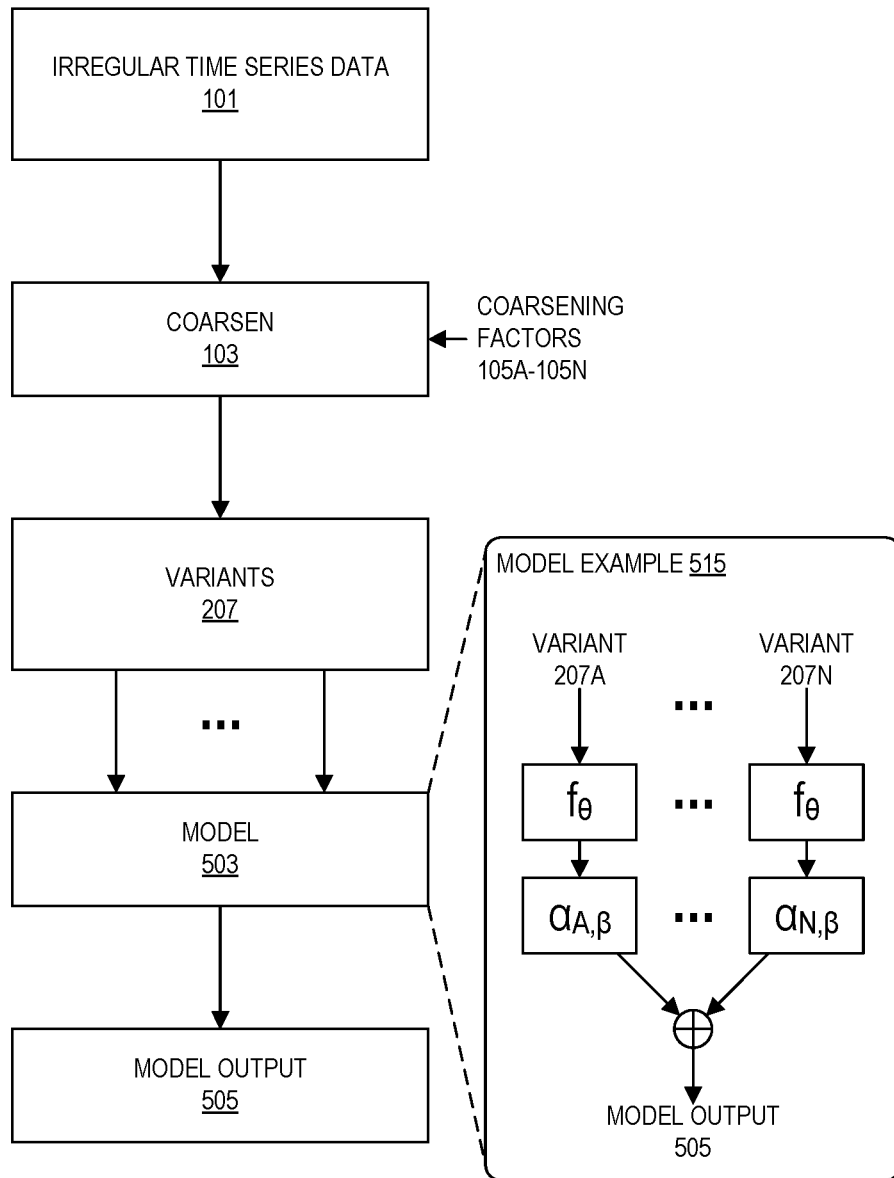 IRREGULAR TIME SERIES DATA
101
COARSEN
103
COARSENING
FACTORS
105A-105N
VARIANTS
207
...
MODEL
503
MODEL OUTPUT
505
MODEL EXAMPLE 515
VARIANT
207A
...
VARIANT
207N
fθ ... fθ
αA,β ... αN,β
MODEL OUTPUT
505